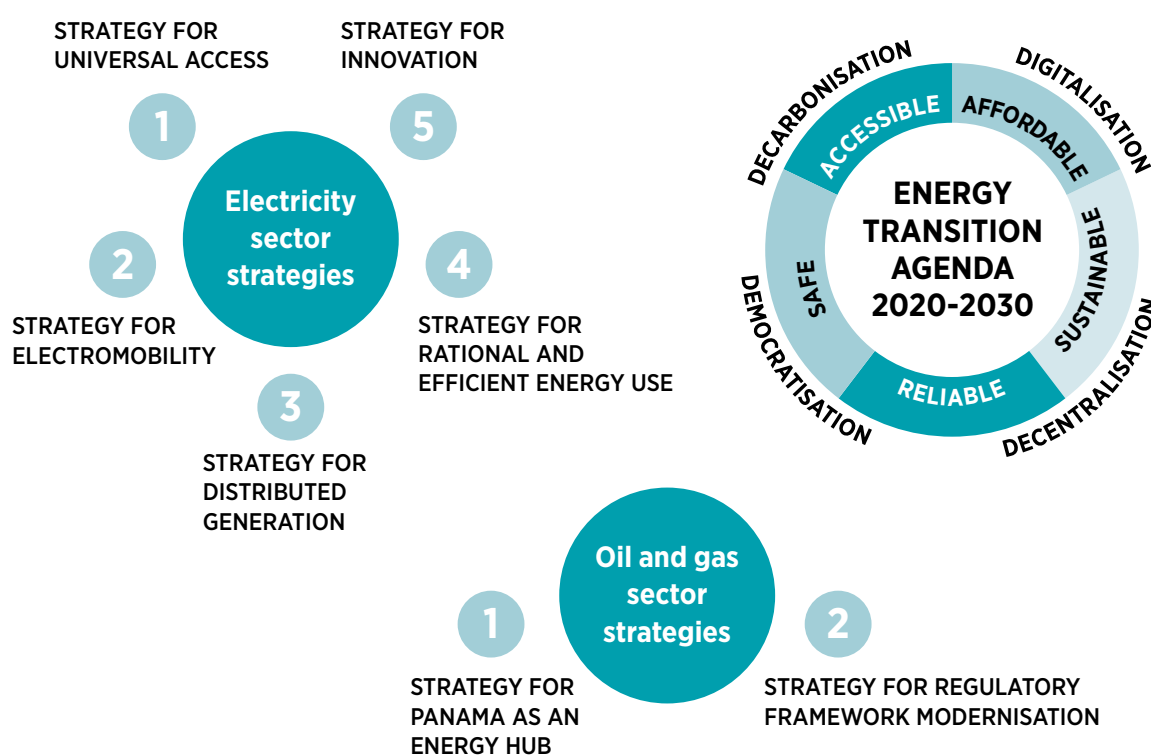 STRATEGY FOR
UNIVERSAL ACCESS
1
STRATEGY FOR
INNOVATION
5
Electricity
sector
strategies
2
STRATEGY FOR
ELECTROMOBILITY
4
STRATEGY FOR
RATIONAL AND
EFFICIENT ENERGY USE
3
STRATEGY FOR
DISTRIBUTED
GENERATION
DECARBONISATION
DIGITALISATION
DECENTRALISATION
DEMOCRATISATION
ACCESSIBLE
AFFORDABLE
SUSTAINABLE
RELIABLE
SAFE
ENERGY
TRANSITION
AGENDA
2020-2030
Oil and gas
sector
strategies
1
STRATEGY FOR
PANAMA AS AN
ENERGY HUB
2
STRATEGY FOR REGULATORY
FRAMEWORK MODERNISATION